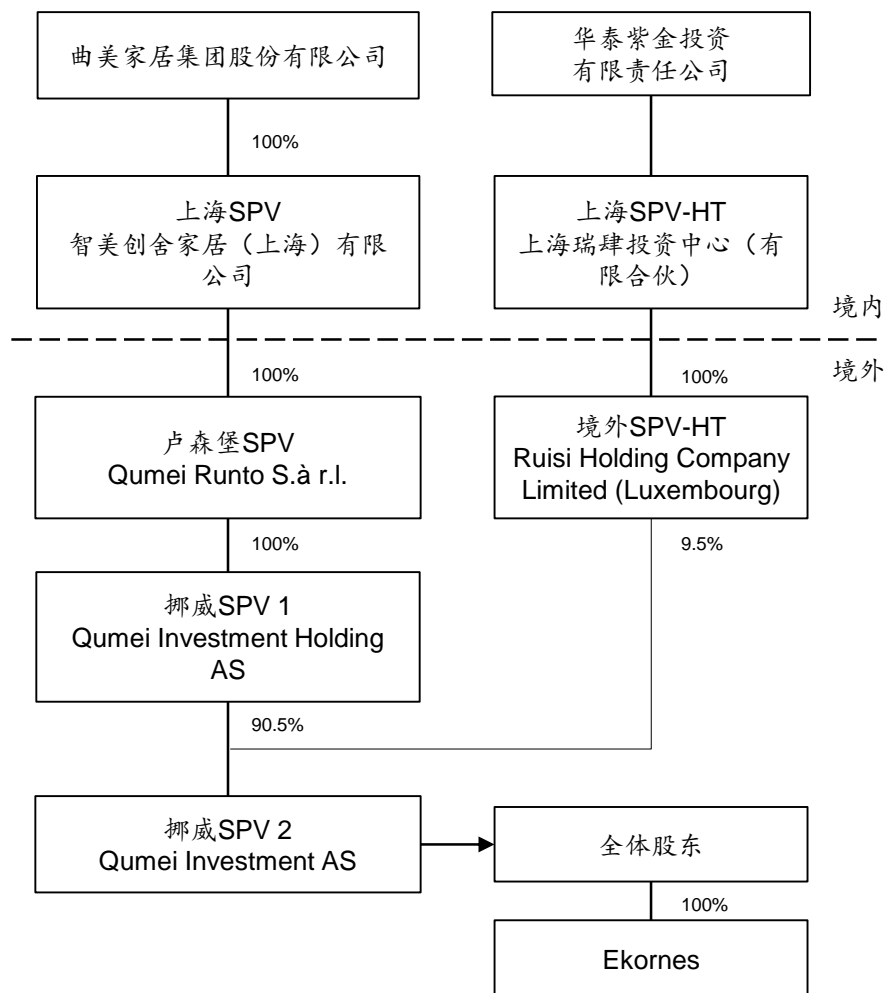 曲美家居集团股份有限公司
华泰紫金投资
有限责任公司
100%
上海SPV
智美创舍家居（上海）有限
公司
上海SPV-HT
上海瑞肆投资中心（有
限合伙）
境内
境外
100%
100%
卢森堡SPV
Qumei Runto S.à r.l.
境外SPV-HT
Ruisi Holding Company
Limited (Luxembourg)
100%
9.5%
挪威SPV 1
Qumei Investment Holding
AS
90.5%
挪威SPV 2
Qumei Investment AS
全体股东
100%
Ekornes